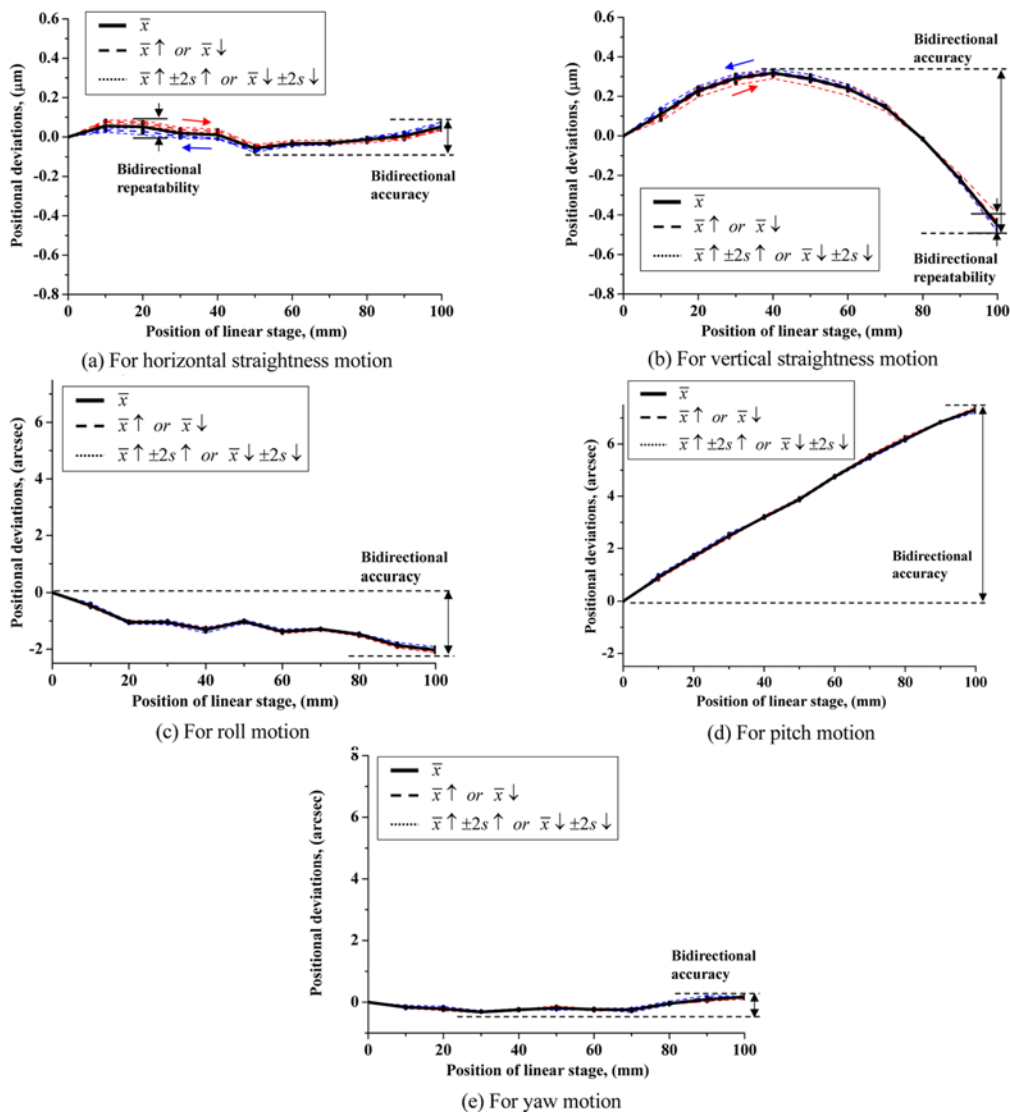 x̄
x̄↑ or x̄↓
x̄↑±2s↑ or x̄↓±2s↓
Bidirectional
repeatability
Bidirectional
accuracy
Positional deviations, (μm)
0.6
0.4
0.2
0.0
-0.2
-0.4
-0.6
-0.8
0 20 40 60 80 100
Position of linear stage, (mm)
(a) For horizontal straightness motion
Bidirectional
accuracy
x̄
x̄↑ or x̄↓
x̄↑±2s↑ or x̄↓±2s↓
Bidirectional
repeatability
Positional deviations, (μm)
0.6
0.4
0.2
0.0
-0.2
-0.4
-0.6
-0.8
0 20 40 60 80 100
Position of linear stage, (mm)
(b) For vertical straightness motion
x̄
x̄↑ or x̄↓
x̄↑±2s↑ or x̄↓±2s↓
Bidirectional
accuracy
Positional deviations, (arcsec)
6
4
2
0
-2
0 20 40 60 80 100
Position of linear stage, (mm)
(c) For roll motion
x̄
x̄↑ or x̄↓
x̄↑±2s↑ or x̄↓±2s↓
Bidirectional
accuracy
Positional deviations, (arcsec)
6
4
2
0
0 20 40 60 80 100
Position of linear stage, (mm)
(d) For pitch motion
x̄
x̄↑ or x̄↓
x̄↑±2s↑ or x̄↓±2s↓
Bidirectional
accuracy
Positional deviations, (arcsec)
8
6
4
2
0
0 20 40 60 80 100
Position of linear stage, (mm)
(e) For yaw motion